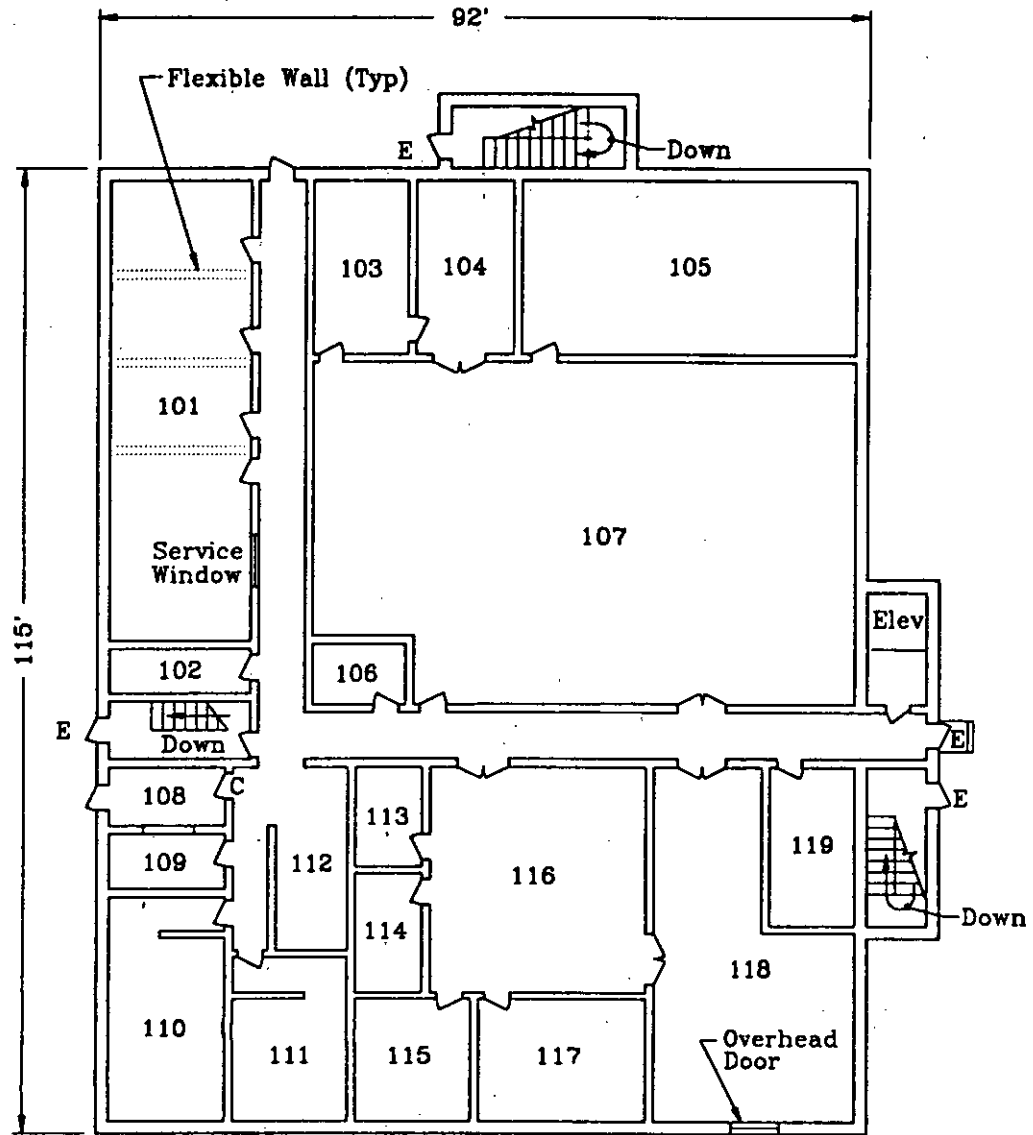 92'
Flexible Wall (Typ)
E
Down
103
104
105
101
107
Service
Window
115'
Elev
102
106
E
Down
E
108
C
E
113
109
112
119
116
114
Down
118
110
111
115
117
Overhead
Door